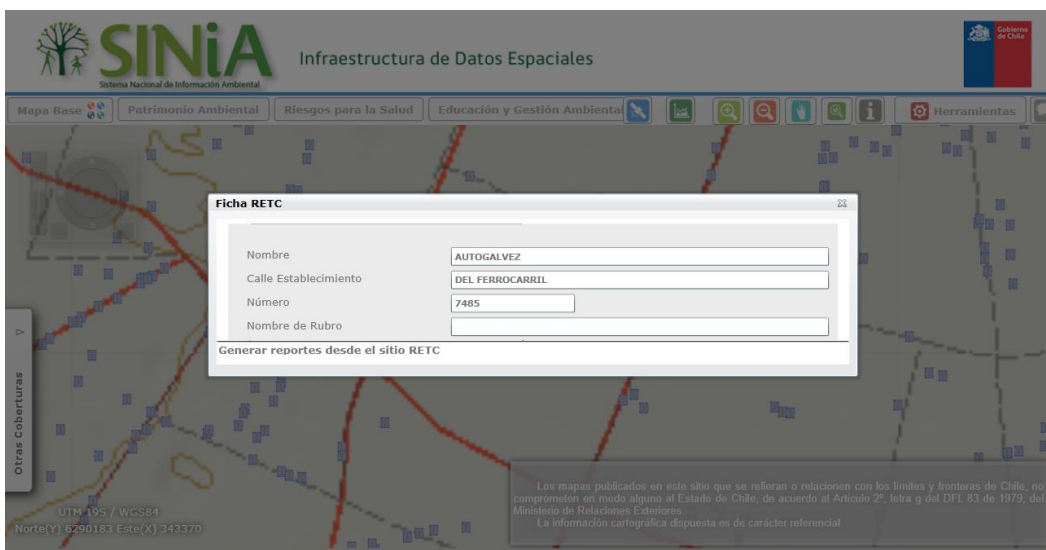 SINiA
Sistema Nacional de Información Ambiental
Infraestructura de Datos Espaciales
Gobierno
de Chile
Mapa Base
Patrimonio Ambiental
Riesgos para la Salud
Educación y Gestión Ambiental
Herramientas
Ficha RETC
Nombre
AUTOGALVEZ
Calle Establecimiento
DEL FERROCARRIL
Número
7485
Nombre de Rubro
Generar reportes desde el sitio RETC
Otras Coberturas
Los mapas publicados en este sitio que se refieran o relacionen con los limites y fronteras de Chile, no
comprometen en modo alguno al Estado de Chile, de acuerdo al Articulo 2º, letra g del DFL 83 de 1979, del
Ministerio de Relaciones Exteriores.
La información cartográfica dispuesta es de carácter referencial
UTM 19S / WGS84
Norte(Y) 6290183 Este(X) 343370